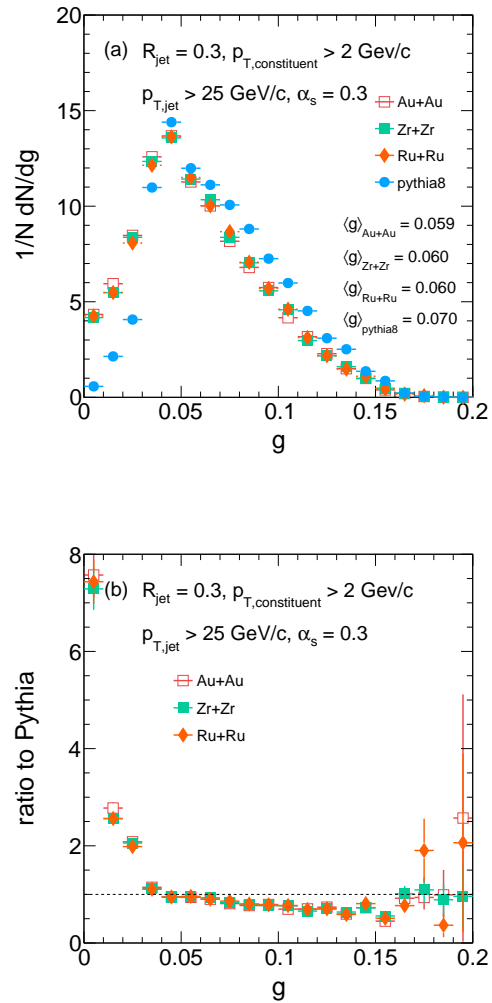 20
(a) R_jet = 0.3, p_T,constituent > 2 Gev/c
p_T,jet > 25 GeV/c, α_s = 0.3
15
Au+Au
Zr+Zr
Ru+Ru
pythia8
1/N dN/dg
10
⟨g⟩_Au+Au = 0.059
⟨g⟩_Zr+Zr = 0.060
⟨g⟩_Ru+Ru = 0.060
⟨g⟩_pythia8 = 0.070
5
0
0 0.05 0.1 0.15 0.2
g
8
(b) R_jet = 0.3, p_T,constituent > 2 Gev/c
p_T,jet > 25 GeV/c, α_s = 0.3
6
Au+Au
Zr+Zr
Ru+Ru
ratio to Pythia
4
2
0
0 0.05 0.1 0.15 0.2
g